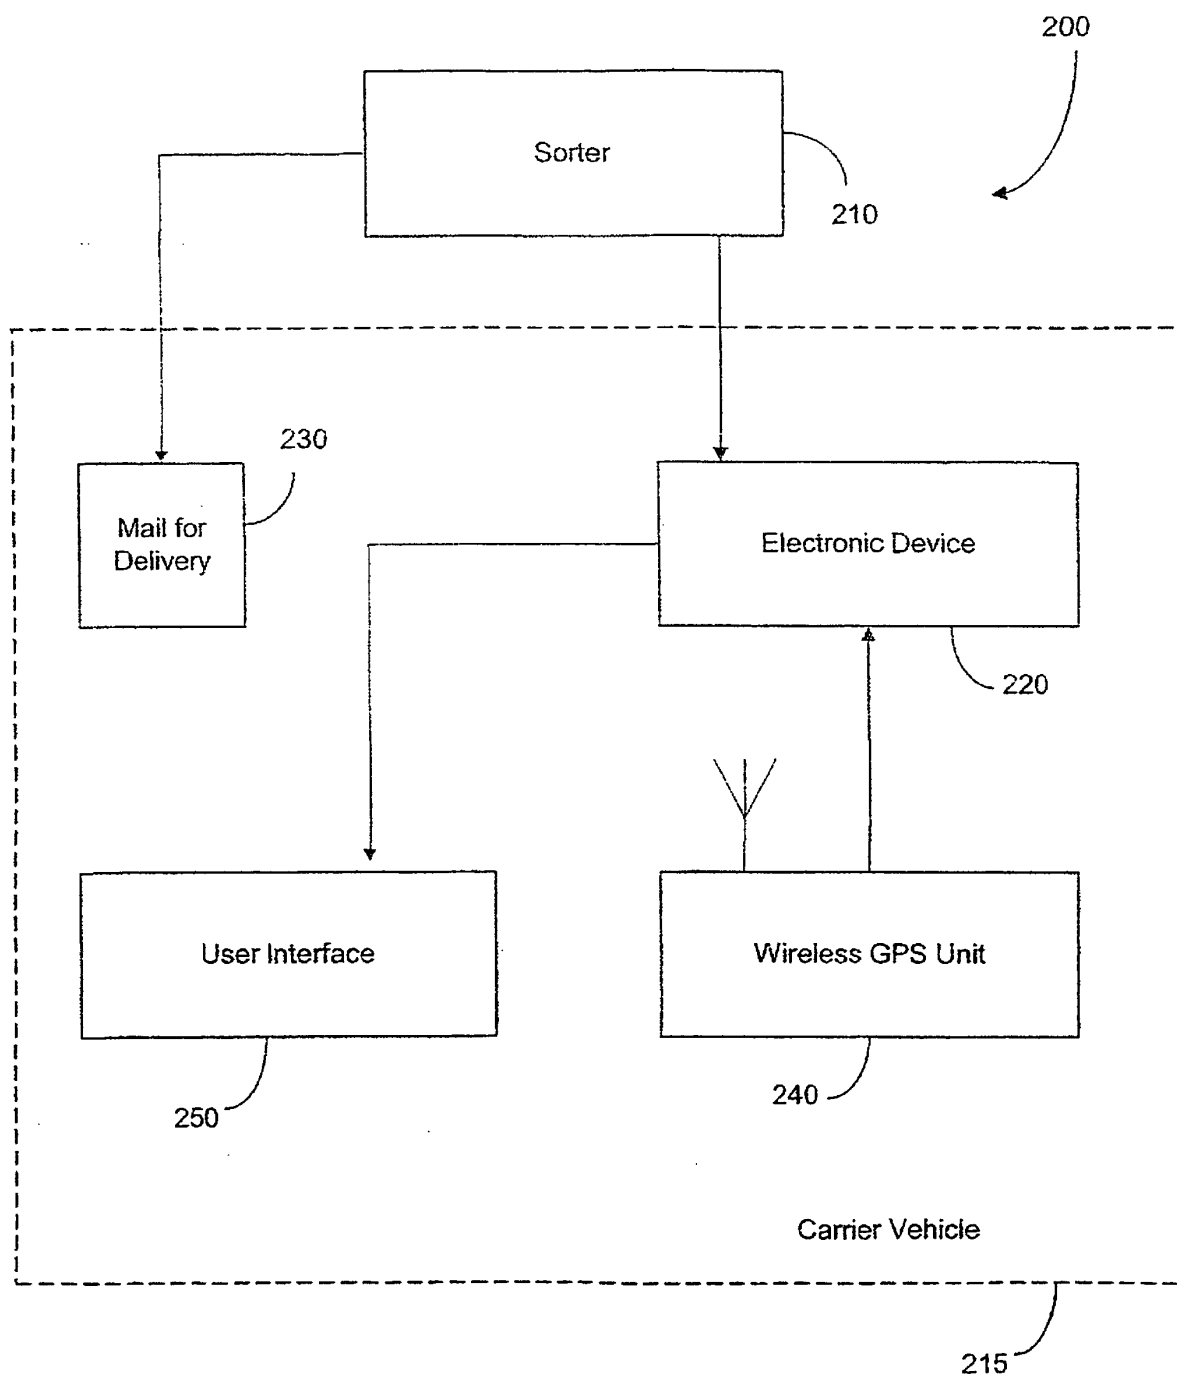 200
Sorter
210
230
Mail for
Delivery
Electronic Device
220
User Interface
Wireless GPS Unit
250
240
Carrier Vehicle
215